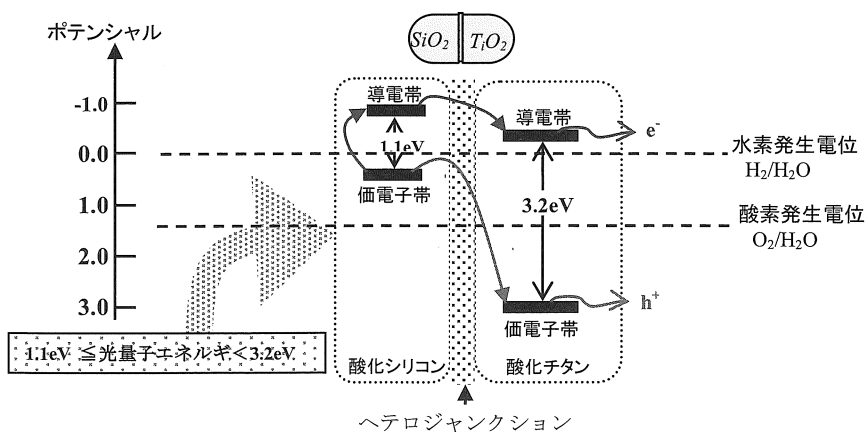 ポテンシャル
SiO2 TiO2
-1.0
0.0
1.0
2.0
3.0
導電帯
1.1eV
価電子帯
導電帯
e-
3.2eV
h+
価電子帯
水素発生電位
H2/H2O
酸素発生電位
O2/H2O
1.1eV ≦光量子エネルギ<3.2eV
酸化シリコン
酸化チタン
ヘテロジャンクション